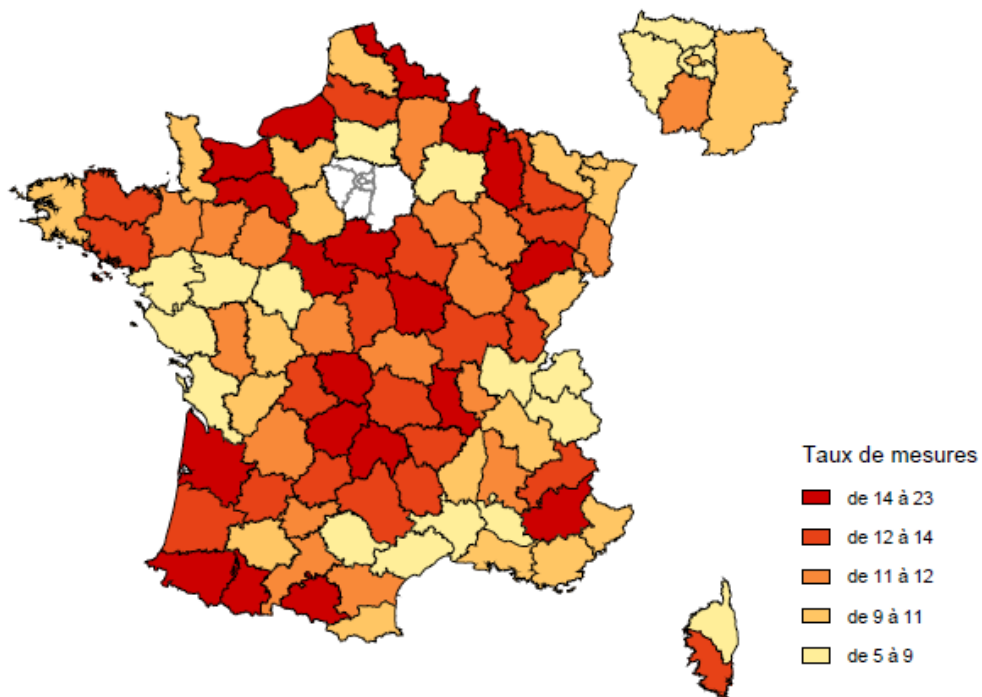 Taux de mesures
de 14 à 23
de 12 à 14
de 11 à 12
de 9 à 11
de 5 à 9